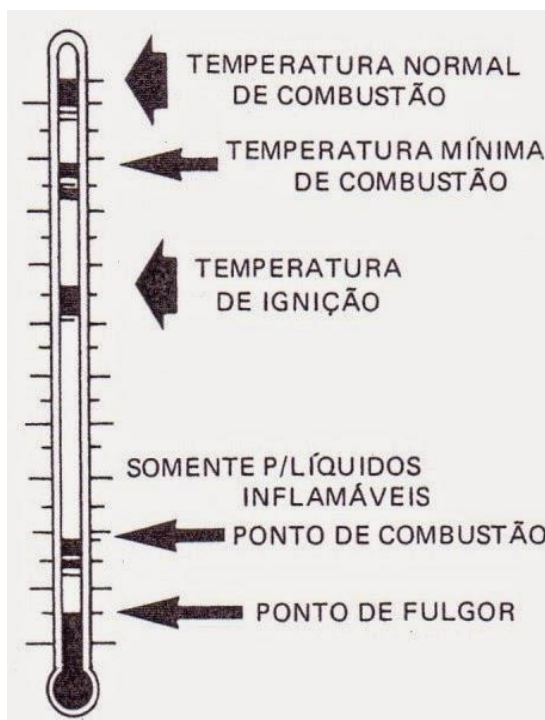 TEMPERATURA NORMAL
DE COMBUSTÃO
TEMPERATURA MÍNIMA
DE COMBUSTÃO
TEMPERATURA
DE IGNIÇÃO
SOMENTE P/LÍQUIDOS
INFLAMÁVEIS
PONTO DE COMBUSTÃO
PONTO DE FULGOR